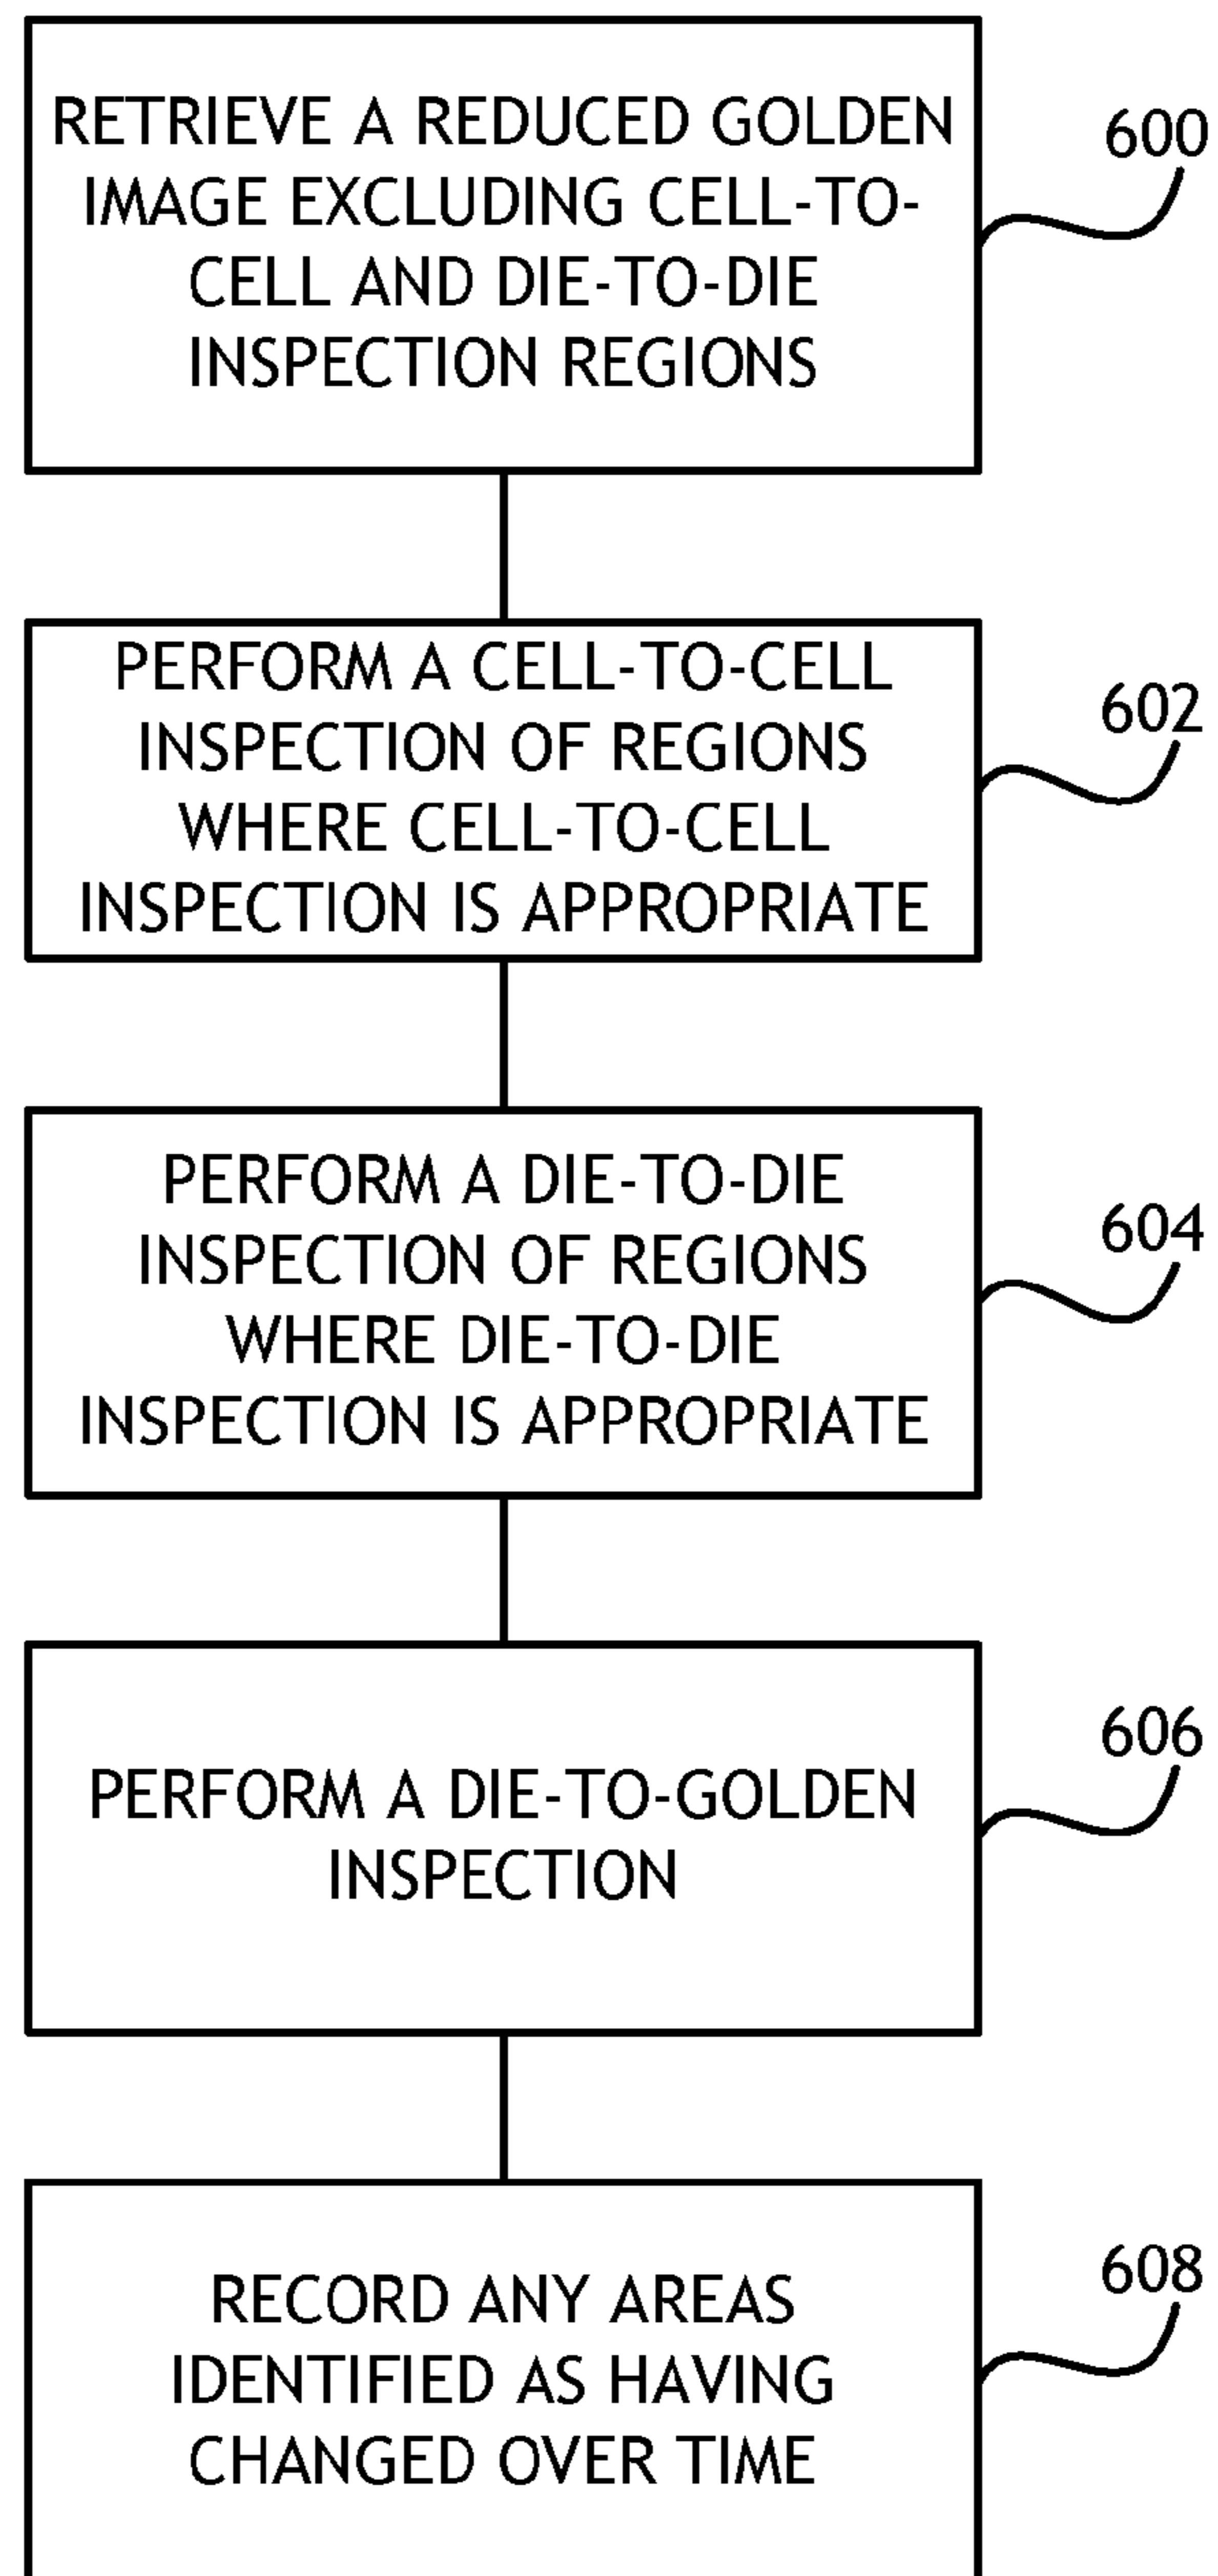 RETRIEVE A REDUCED GOLDEN
IMAGE EXCLUDING CELL-TO-
CELL AND DIE-TO-DIE
INSPECTION REGIONS
600
PERFORM A CELL-TO-CELL
INSPECTION OF REGIONS
WHERE CELL-TO-CELL
INSPECTION IS APPROPRIATE
602
PERFORM A DIE-TO-DIE
INSPECTION OF REGIONS
WHERE DIE-TO-DIE
INSPECTION IS APPROPRIATE
604
PERFORM A DIE-TO-GOLDEN
INSPECTION
606
RECORD ANY AREAS
IDENTIFIED AS HAVING
CHANGED OVER TIME
608